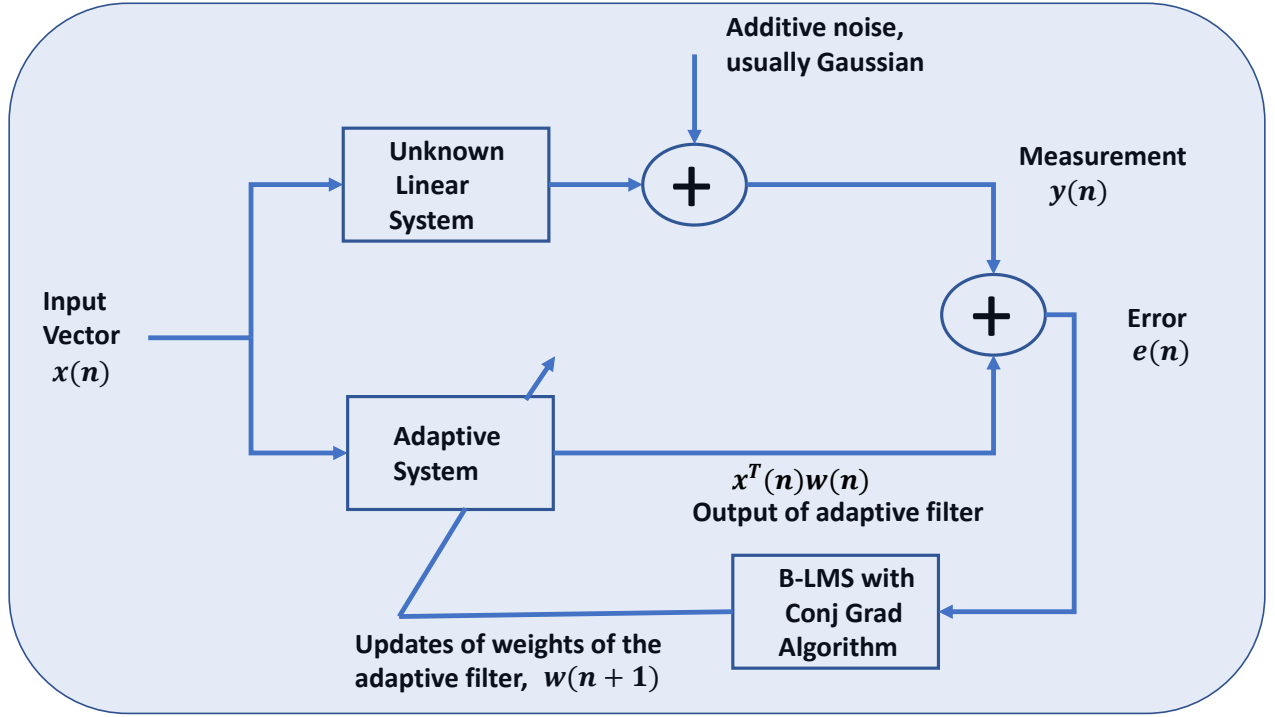 Additive noise,
usually Gaussian
Unknown
Linear
System
+
Measurement
y(n)
Input
Vector
x(n)
+
Error
e(n)
Adaptive
System
x^T(n)w(n)
Output of adaptive filter
B-LMS with
Conj Grad
Algorithm
Updates of weights of the
adaptive filter, w(n + 1)